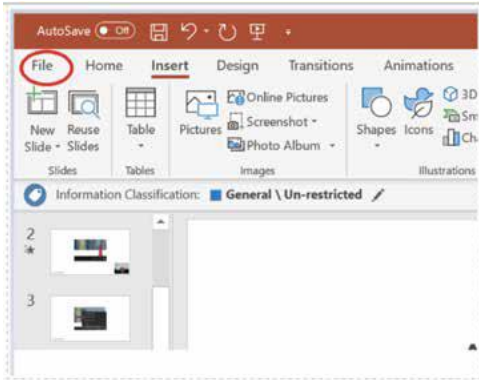 AutoSave Off
File Home Insert Design Transitions Animations
New Slide Reuse Slides Table Pictures Online Pictures Screenshot Photo Album Shapes Icons 3D
Slides Tables Images Illustrations
Information Classification: General \ Un-restricted
2
3